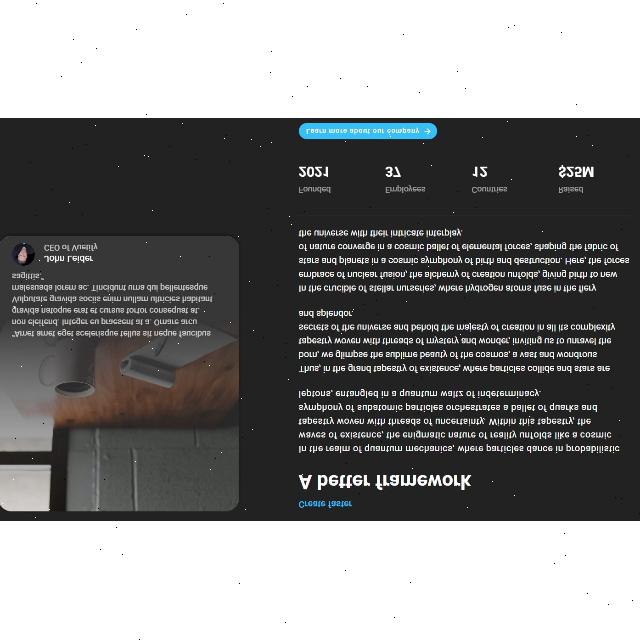 Create faster
A better framework
In the realm of quantum mechanics, where particles dance in probabilistic
waves of existence, the enigmatic nature of reality unfolds like a cosmic
tapestry woven with threads of uncertainty. Within this tapestry, the
symphony of subatomic particles orchestrates a ballet of quarks and
leptons, entangled in a quantum waltz of indeterminacy.
Thus, in the grand tapestry of existence, where particles collide and stars are
born, we glimpse the sublime beauty of the cosmos, a vast and wondrous
tapestry woven with threads of mystery and wonder, inviting us to unravel the
secrets of the universe and behold the majesty of creation in all its complexity
and splendor.
In the crucible of stellar nurseries, where hydrogen atoms fuse in the fiery
embrace of nuclear fusion, the alchemy of creation unfolds, giving birth to new
stars and planets in a cosmic symphony of birth and destruction. Here, the forces
of nature converge in a cosmic ballet of elemental forces, shaping the fabric of
the universe with their intricate interplay.
Founded
2021
Employees
37
Countries
12
Raised
$25M
Learn more about our company →
"Amet amet eget scelerisque tellus sit neque faucibus
non eleifend. Integer eu praesent at a. Ornare arcu
gravida natoque erat et cursus tortor consequat at.
Vulputate gravida sociis enim nullam ultricies habitant
malesuada lorem ac. Tincidunt urna dui pellentesque
sagittis."
John Leider
CEO of Vuetify